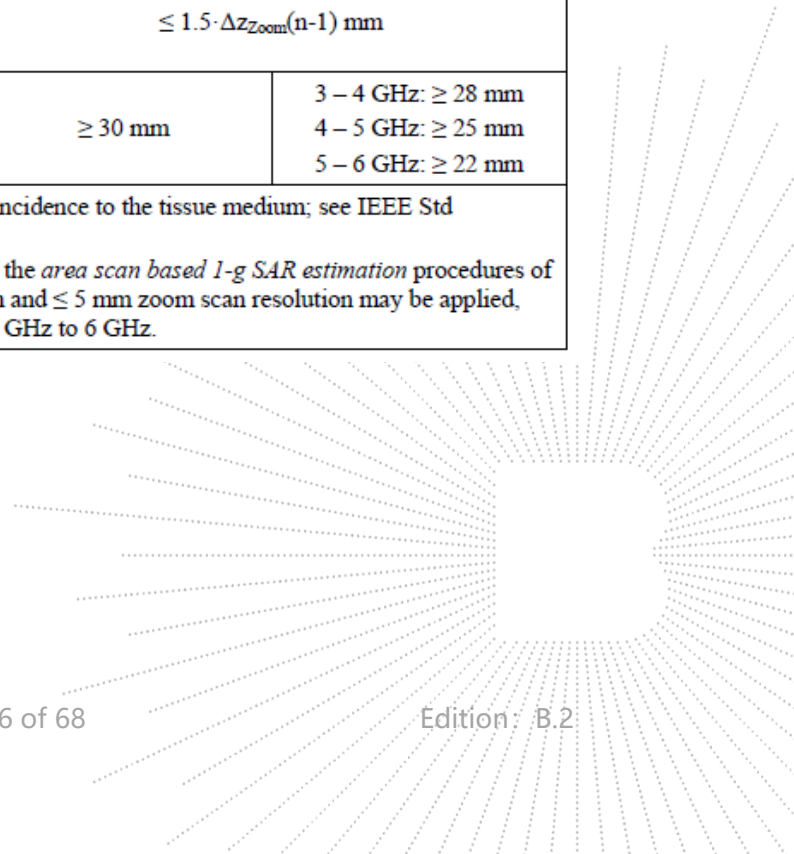 ≤ 1.5·Δz_Zoom(n-1) mm
≥ 30 mm
3 – 4 GHz: ≥ 28 mm
4 – 5 GHz: ≥ 25 mm
5 – 6 GHz: ≥ 22 mm
ncidence to the tissue medium; see IEEE Std
the area scan based 1-g SAR estimation procedures of
and ≤ 5 mm zoom scan resolution may be applied,
GHz to 6 GHz.
6 of 68
Edition: B.2